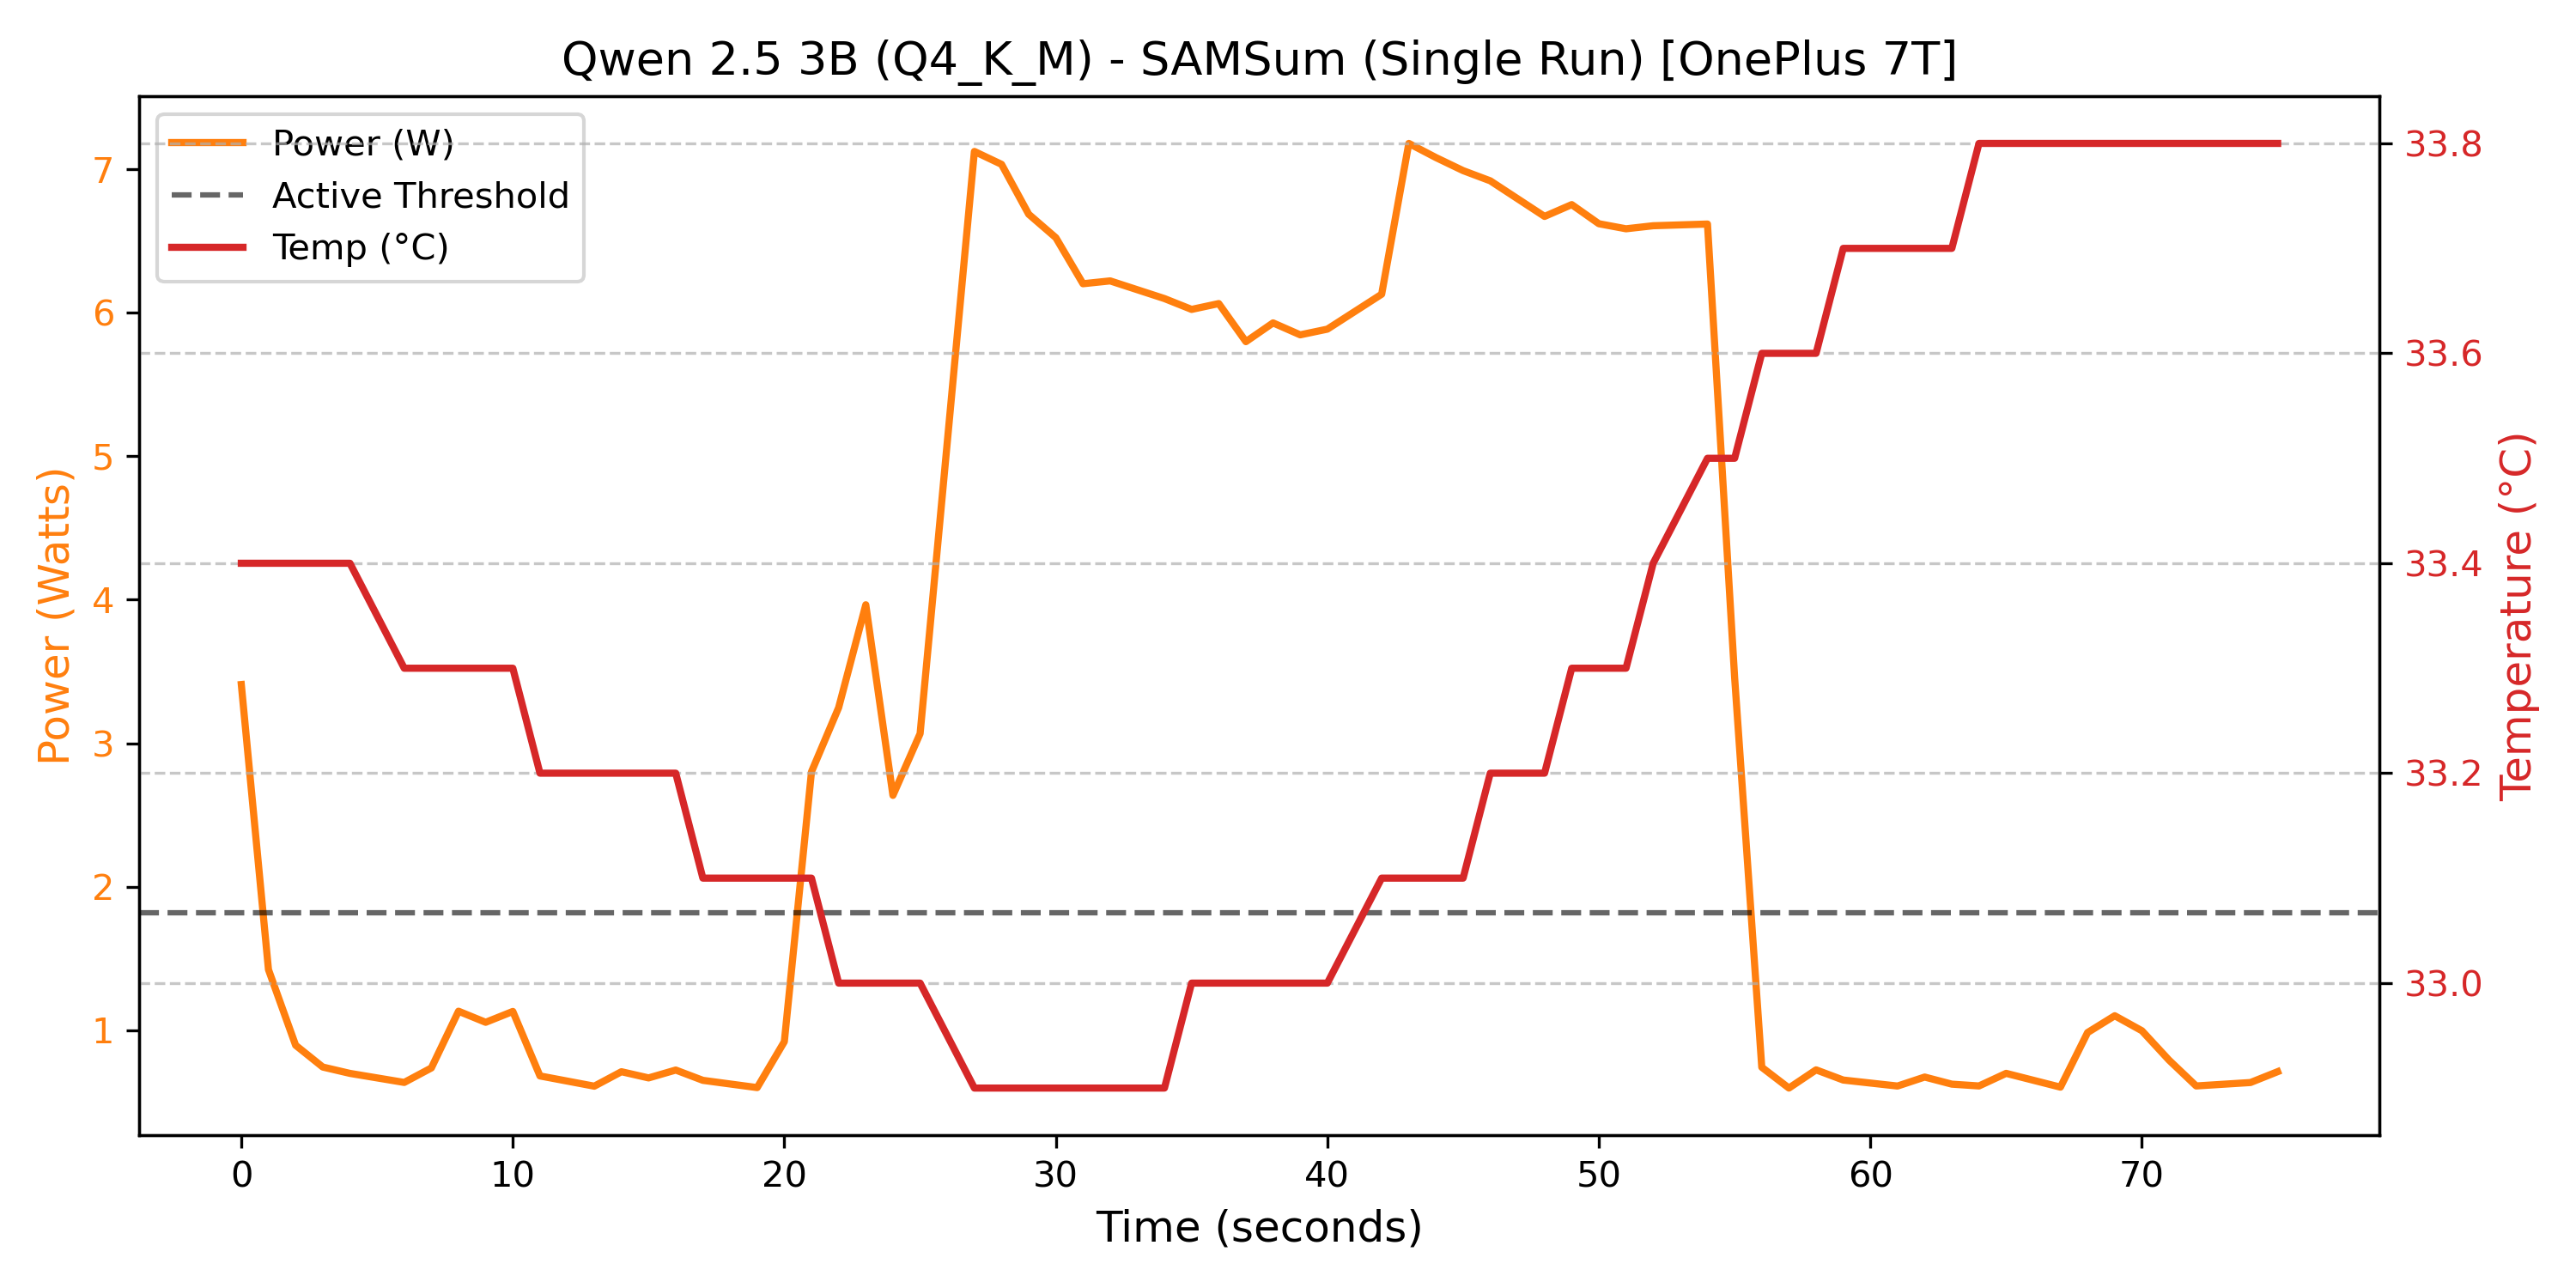 Qwen 2.5 3B (Q4_K_M) - SAMSum (Single Run) [OnePlus 7T]
Power (W)
Active Threshold
Temp (°C)
7
6
5
4
3
2
1
Power (Watts)
33.8
33.6
33.4
33.2
33.0
Temperature (°C)
0 10 20 30 40 50 60 70
Time (seconds)